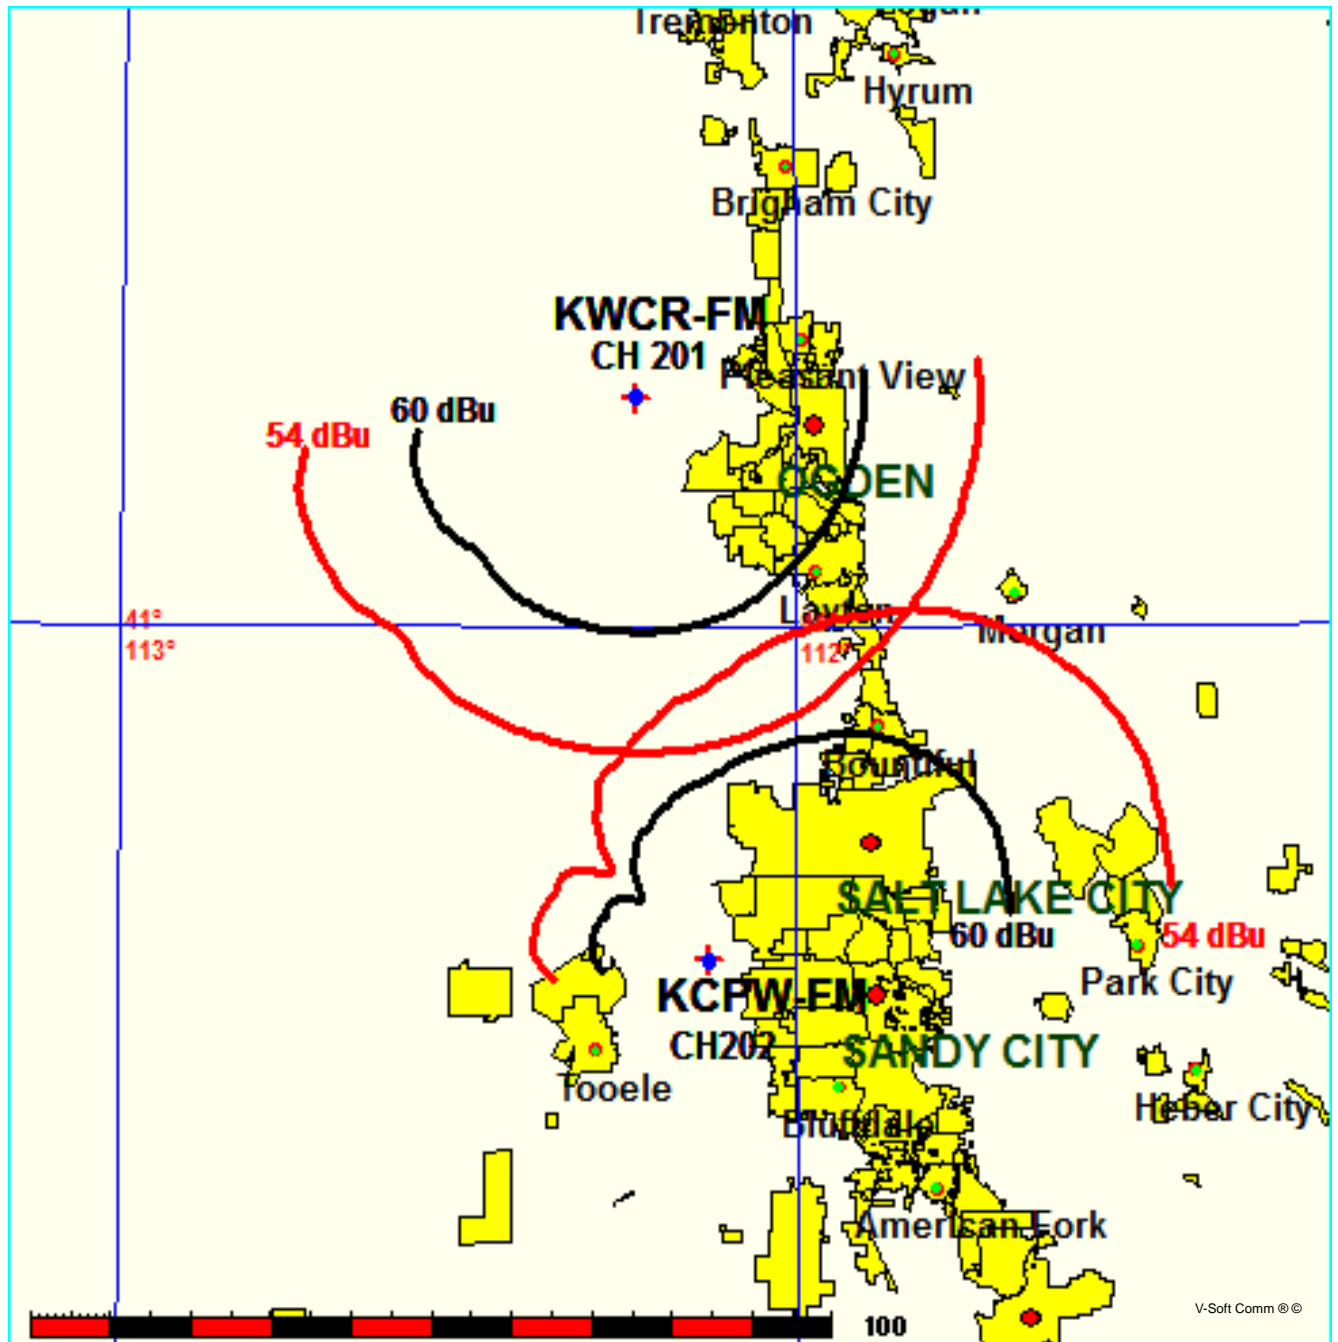 Tremonton
Logan
Hyrum
Brigham City
KWCR-FM
CH 201
Pleasant View
60 dBu
54 dBu
OGDEN
Layton
41°
Morgan
113°
112°
Bountiful
SALT LAKE CITY
60 dBu
54 dBu
Park City
KCPW-FM
CH202
SANDY CITY
Tooele
Heber City
Bluffdale
American Fork
V-Soft Comm ® ©
100